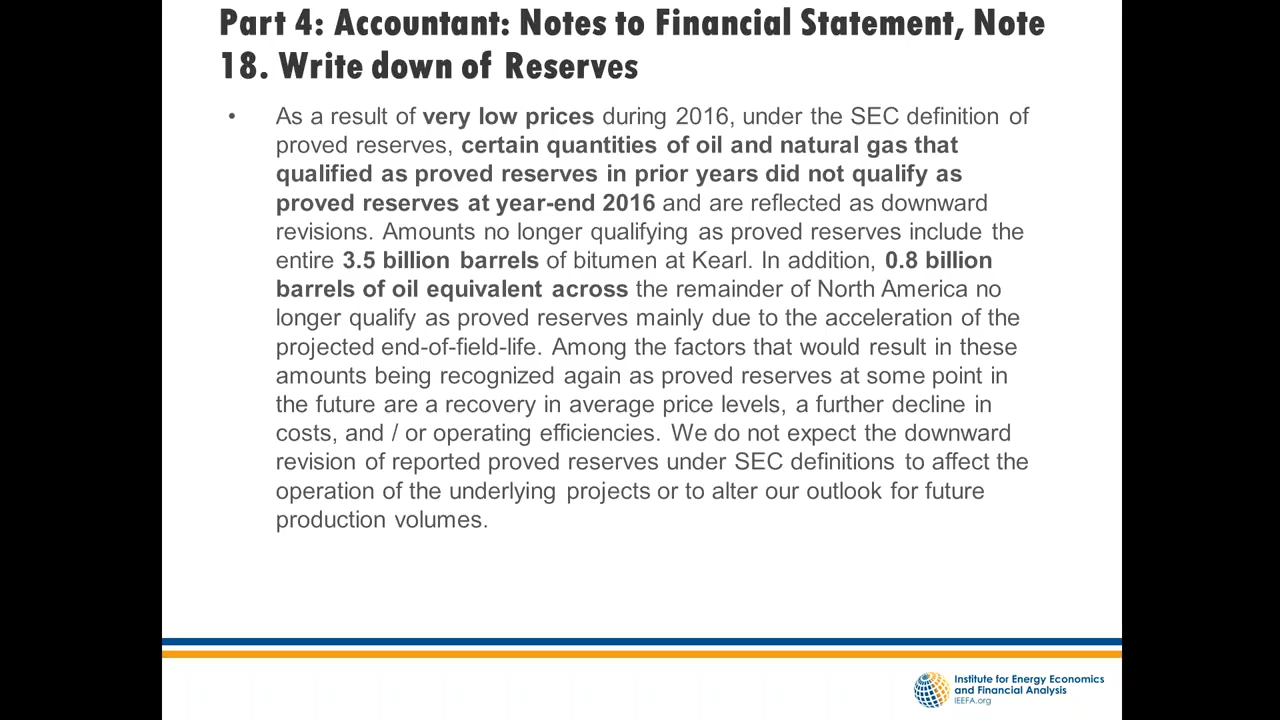 Part 4: Accountant: Notes to Financial Statement, Note
18. Write down of Reserves
• As a result of very low prices during 2016, under the SEC definition of
proved reserves, certain quantities of oil and natural gas that
qualified as proved reserves in prior years did not qualify as
proved reserves at year-end 2016 and are reflected as downward
revisions. Amounts no longer qualifying as proved reserves include the
entire 3.5 billion barrels of bitumen at Kearl. In addition, 0.8 billion
barrels of oil equivalent across the remainder of North America no
longer qualify as proved reserves mainly due to the acceleration of the
projected end-of-field-life. Among the factors that would result in these
amounts being recognized again as proved reserves at some point in
the future are a recovery in average price levels, a further decline in
costs, and / or operating efficiencies. We do not expect the downward
revision of reported proved reserves under SEC definitions to affect the
operation of the underlying projects or to alter our outlook for future
production volumes.
Institute for Energy Economics
and Financial Analysis
IEEFA.org